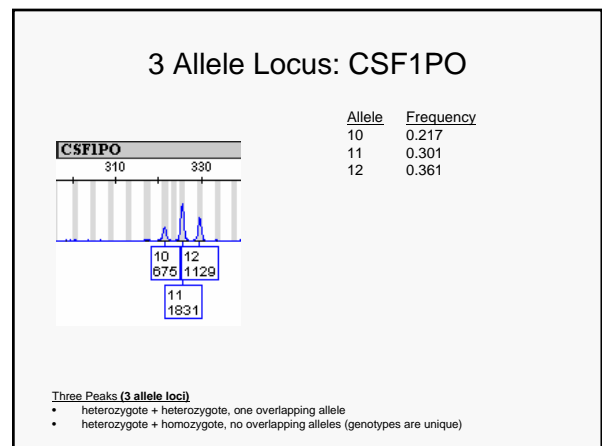 3 Allele Locus: CSF1PO
Allele Frequency
10 0.217
11 0.301
12 0.361
CSF1PO
310 330
10 12
675 1129
11
1831
Three Peaks (3 allele loci)
• heterozygote + heterozygote, one overlapping allele
• heterozygote + homozygote, no overlapping alleles (genotypes are unique)